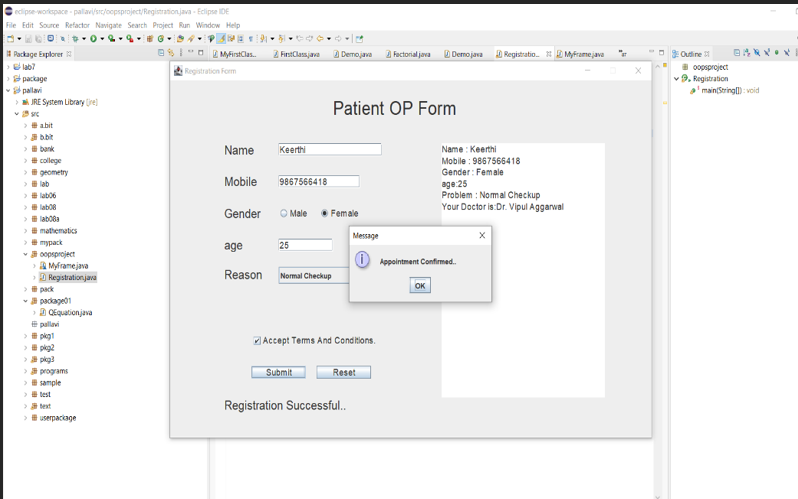 eclipse-workspace - pallavi/src/oopsproject/Registration.java - Eclipse IDE
File Edit Source Refactor Navigate Search Project Run Window Help
Package Explorer
MyFirstClas... FirstClass.java Demo.java Factorial.java Demo.java Registratio... MyFrame.java
Outline
lab7
package
pallavi
JRE System Library [jre]
src
a.bit
b.bit
bank
college
geometry
lab
lab06
lab08
lab08a
mathematics
mypack
oopsproject
MyFrame.java
Registration.java
pack
package01
QEquation.java
pallavi
pkg1
pkg2
pkg3
programs
sample
test
text
userpackage
Registration Form
Patient OP Form
Name Keerthi
Mobile 9867566418
Gender Male Female
age 25
Reason Normal Checkup
Accept Terms And Conditions.
Submit Reset
Registration Successful..
Name : Keerthi
Mobile : 9867566418
Gender : Female
age:25
Problem : Normal Checkup
Your Doctor is:Dr. Vipul Aggarwal
Message
Appointment Confirmed..
OK
oopsproject
Registration
main(String[]) : void